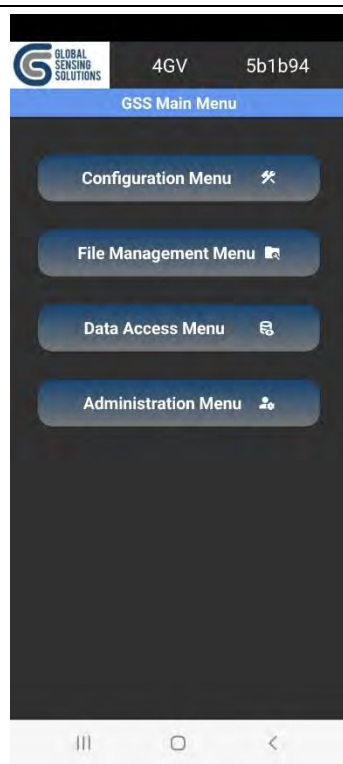 GLOBAL
SENSING
SOLUTIONS
4GV
5b1b94
GSS Main Menu
Configuration Menu
File Management Menu
Data Access Menu
Administration Menu